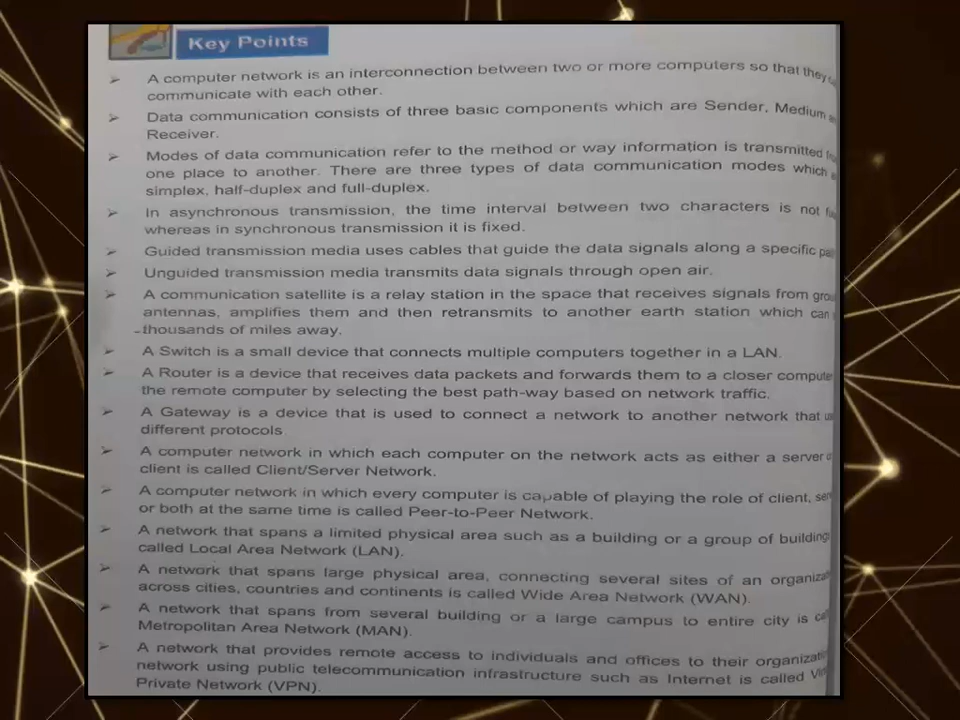 Key Points
A computer network is an interconnection between two or more computers so that they
communicate with each other.
Data communication consists of three basic components which are Sender, Medium
Receiver.
Modes of data communication refer to the method or way information is transmitted
one place to another. There are three types of data communication modes which
simplex, half-duplex and full-duplex.
In asynchronous transmission, the time interval between two characters is not
whereas in synchronous transmission it is fixed.
Guided transmission media uses cables that guide the data signals along a specific
Unguided transmission media transmits data signals through open air.
A communication satellite is a relay station in the space that receives signals from
antennas, amplifies them and then retransmits to another earth station which can
thousands of miles away.
A Switch is a small device that connects multiple computers together in a LAN.
A Router is a device that receives data packets and forwards them to a closer
the remote computer by selecting the best path-way based on network traffic.
A Gateway is a device that is used to connect a network to another network that
different protocols.
A computer network in which each computer on the network acts as either a server
client is called Client/Server Network.
A computer network in which every computer is capable of playing the role of client,
or both at the same time is called Peer-to-Peer Network.
A network that spans a limited physical area such as a building or a group of
called Local Area Network (LAN).
A network that spans large physical area, connecting several sites of an
across cities, countries and continents is called Wide Area Network (WAN).
A network that spans from several building or a large campus to entire city is
Metropolitan Area Network (MAN).
A network that provides remote access to individuals and offices to their
network using public telecommunication infrastructure such as Internet is called
Private Network (VPN).